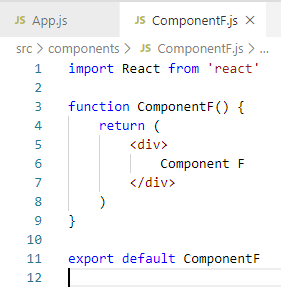 JS App.js JS ComponentF.js ×
src > components > JS ComponentF.js > ...
1 import React from 'react'
2
3 function ComponentF() {
4 return (
5 <div>
6 Component F
7 </div>
8 )
9 }
10
11 export default ComponentF
12